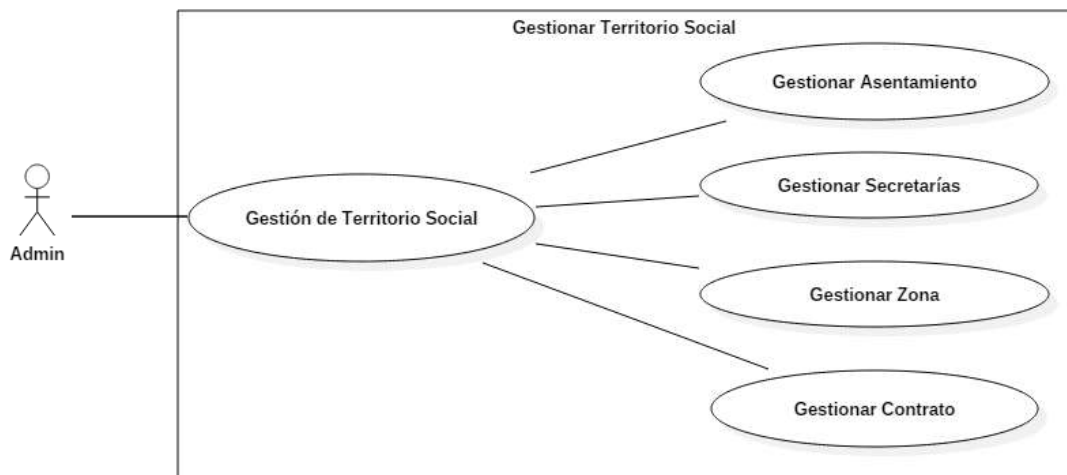 Gestionar Territorio Social
Gestionar Asentamiento
Gestionar Secretarías
Gestión de Territorio Social
Admin
Gestionar Zona
Gestionar Contrato